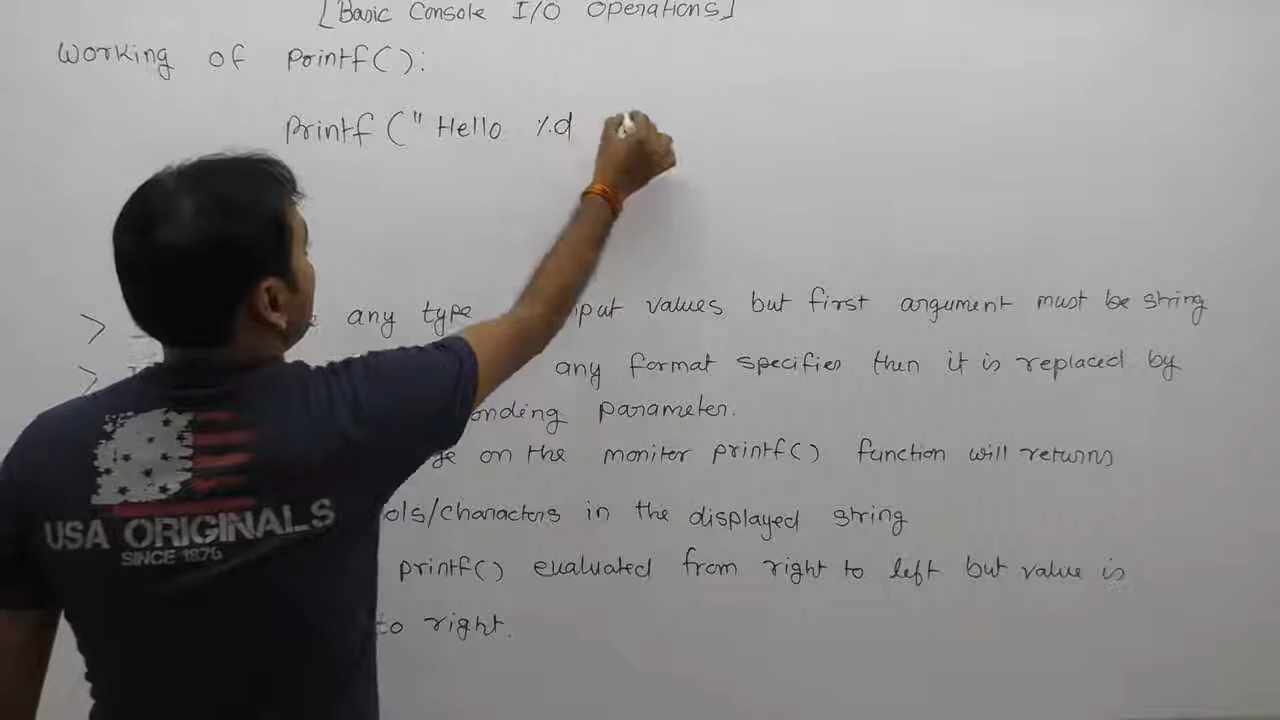 [Basic Console I/O Operations]
Working of printf():
printf ("Hello %d
> any type input values but first argument must be string
> any format specifier then it is replaced by
onding parameter.
on the moniter printf() function will returns
ols/characters in the displayed string
printf() evaluated from right to left but value is
to right.
USA ORIGINALS
SINCE 1876